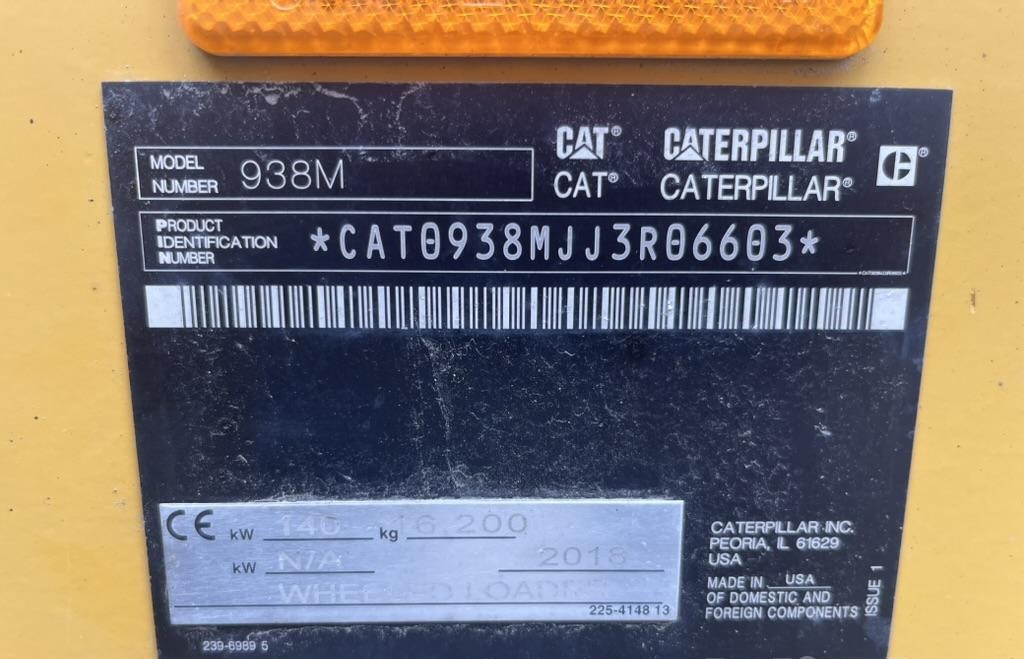 MODEL NUMBER 938M
CAT® CATERPILLAR®
CAT® CATERPILLAR®
PRODUCT IDENTIFICATION NUMBER *CAT0938MJJ3R06603*
CE kW 140 kg 16.200
kW N/A 2018
WHEELED LOADER
225-4148 13
239-6989 5
CATERPILLAR INC.
PEORIA, IL 61629
USA
MADE IN USA
OF DOMESTIC AND
FOREIGN COMPONENTS
ISSUE 1